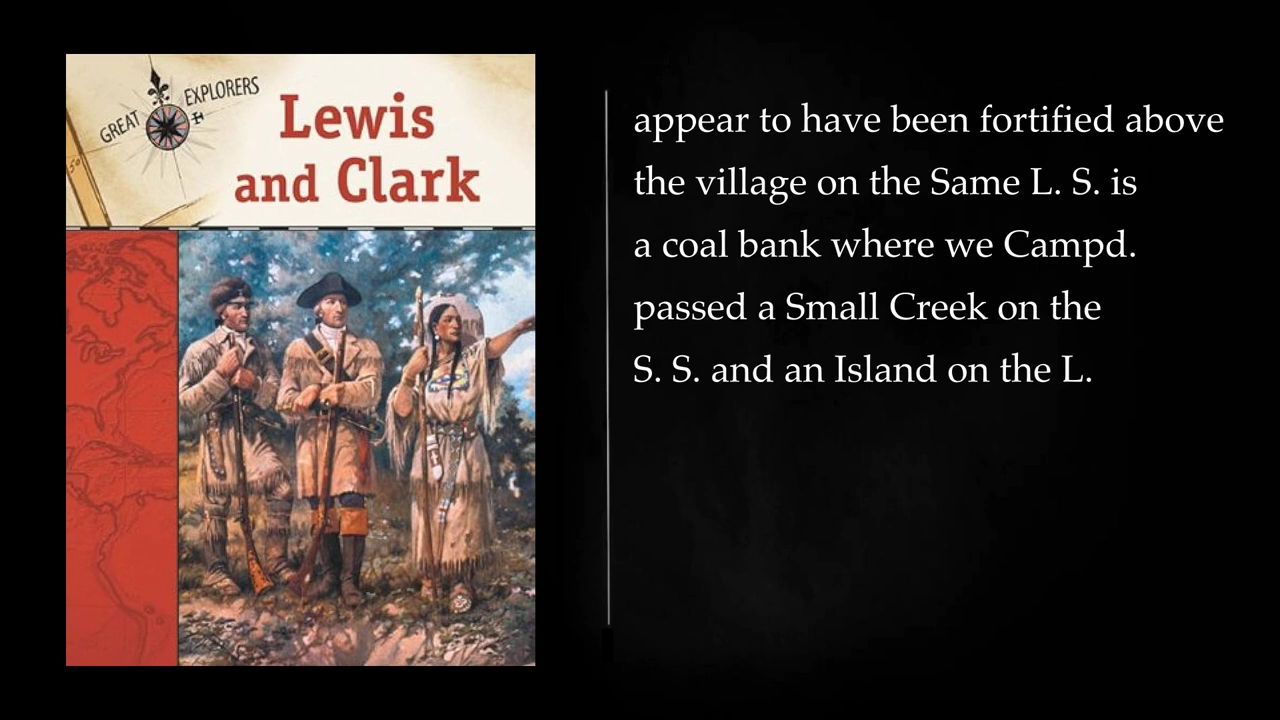 GREAT EXPLORERS
Lewis
and Clark
50
appear to have been fortified above
the village on the Same L. S. is
a coal bank where we Campd.
passed a Small Creek on the
S. S. and an Island on the L.